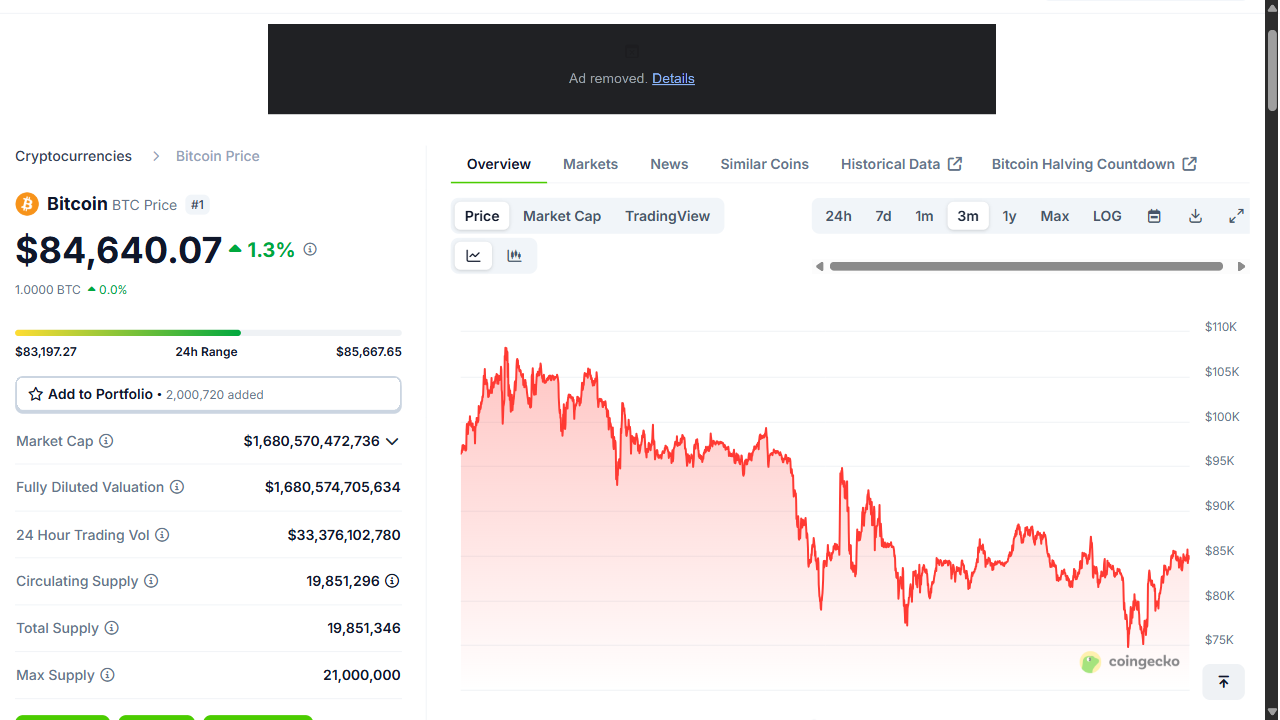 Ad removed. Details
Cryptocurrencies > Bitcoin Price
Bitcoin BTC Price #1
$84,640.07 ▲ 1.3%
1.0000 BTC ▲ 0.0%
$83,197.27 24h Range $85,667.65
Add to Portfolio • 2,000,720 added
Market Cap $1,680,570,472,736
Fully Diluted Valuation $1,680,574,705,634
24 Hour Trading Vol $33,376,102,780
Circulating Supply 19,851,296
Total Supply 19,851,346
Max Supply 21,000,000
Overview Markets News Similar Coins Historical Data Bitcoin Halving Countdown
Price Market Cap TradingView
24h 7d 1m 3m 1y Max LOG
$110K
$105K
$100K
$95K
$90K
$85K
$80K
$75K
coingecko